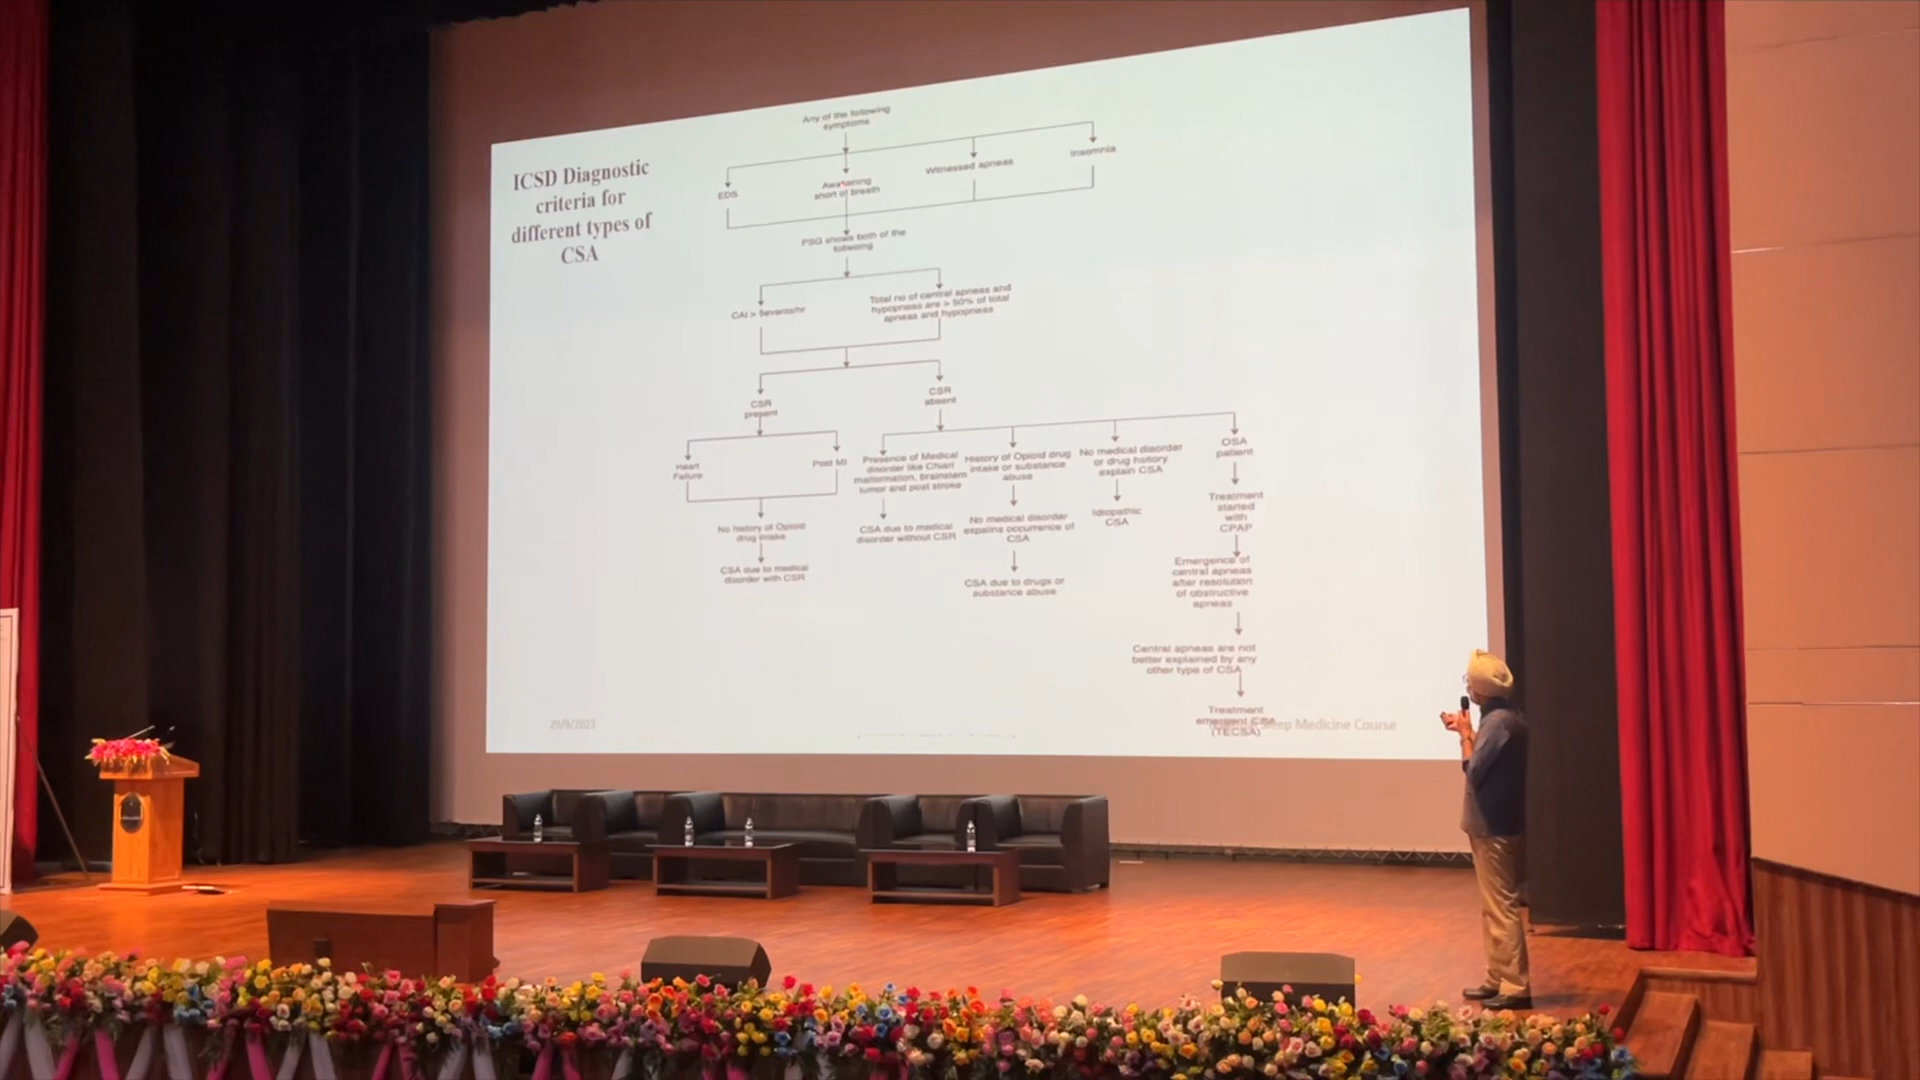 ICSD Diagnostic
criteria for
different types of
CSA
Any of the following
symptoms
EDS
Awakening
short of breath
Witnessed apneas
Insomnia
PSG shows both of the
following
CAI > 5events/hr
Total no of central apneas and
hypopneas are > 50% of total
apneas and hypopneas
CSR
present
CSR
absent
Heart
Failure
Post MI
No history of Opioid
drug intake
CSA due to medical
disorder with CSR
Presence of Medical
disorder like Chiari
malformation, brainstem
tumor and post stroke
CSA due to medical
disorder without CSR
History of Opioid drug
intake or substance
abuse
No medical disorder
expalins occurrence of
CSA
CSA due to drugs or
substance abuse
No medical disorder
or drug hsitory
explain CSA
Idiopathic
CSA
OSA
patient
Treatment
started
with
CPAP
Emergence of
central apneas
after resolution
of obstructive
apneas
Central apneas are not
better explained by any
other type of CSA
Treatment
emergent CSA
(TECSA)
29/9/2023
Sleep Medicine Course